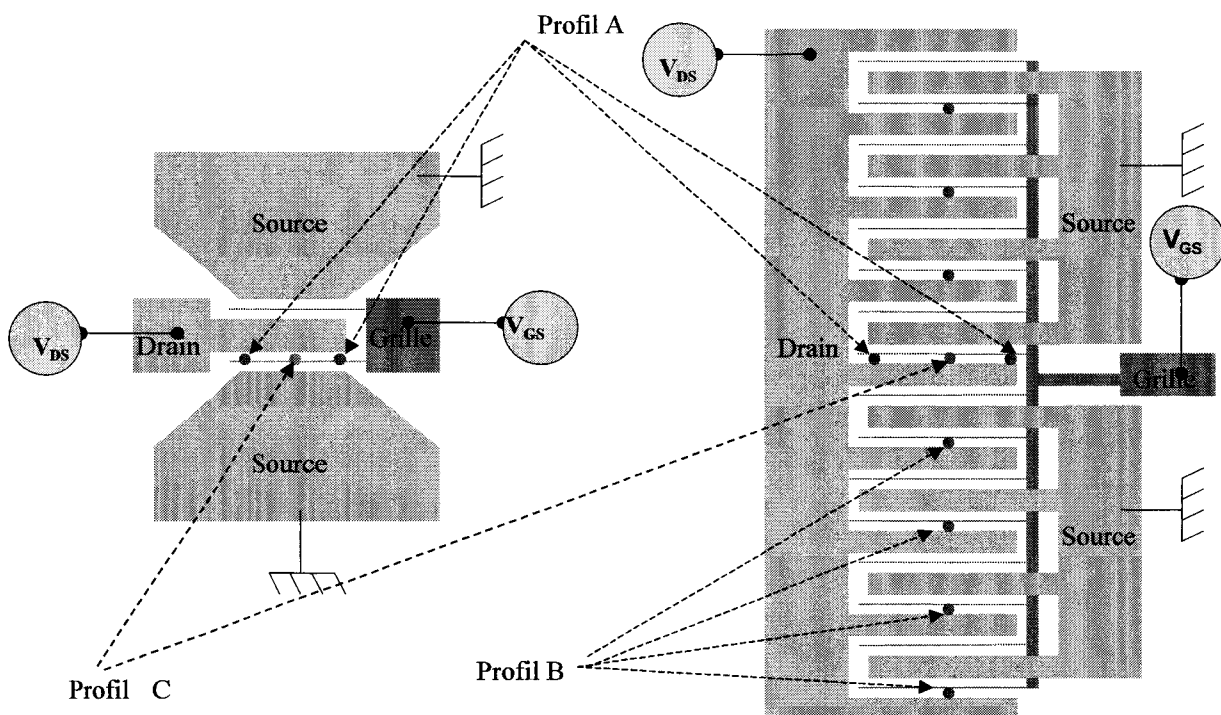 Profil A
V_DS
Source
V_GS
V_DS
Drain
Grille
V_GS
Source
Source
Drain
Grille
Source
Profil B
Profil C